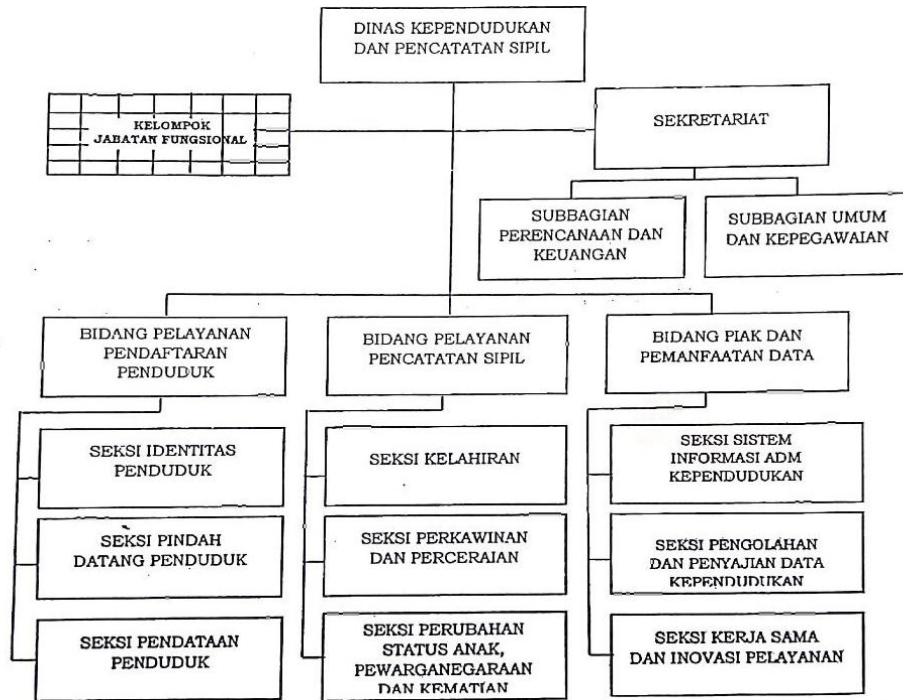 DINAS KEPENDUDUKAN
DAN PENCATATAN SIPIL
KELOMPOK
JABATAN FUNGSIONAL
SEKRETARIAT
SUBBAGIAN
PERENCANAAN DAN
KEUANGAN
SUBBAGIAN UMUM
DAN KEPEGAWAIAN
BIDANG PELAYANAN
PENDAFTARAN
PENDUDUK
BIDANG PELAYANAN
PENCATATAN SIPIL
BIDANG PIAK DAN
PEMANFAATAN DATA
SEKSI IDENTITAS
PENDUDUK
SEKSI KELAHIRAN
SEKSI SISTEM
INFORMASI ADM
KEPENDUDUKAN
SEKSI PINDAH
DATANG PENDUDUK
SEKSI PERKAWINAN
DAN PERCERAIAN
SEKSI PENGOLAHAN
DAN PENYAJIAN DATA
KEPENDUDUKAN
SEKSI PENDATAAN
PENDUDUK
SEKSI PERUBAHAN
STATUS ANAK,
PEWARGANEGARAAN
DAN KEMATIAN
SEKSI KERJA SAMA
DAN INOVASI PELAYANAN